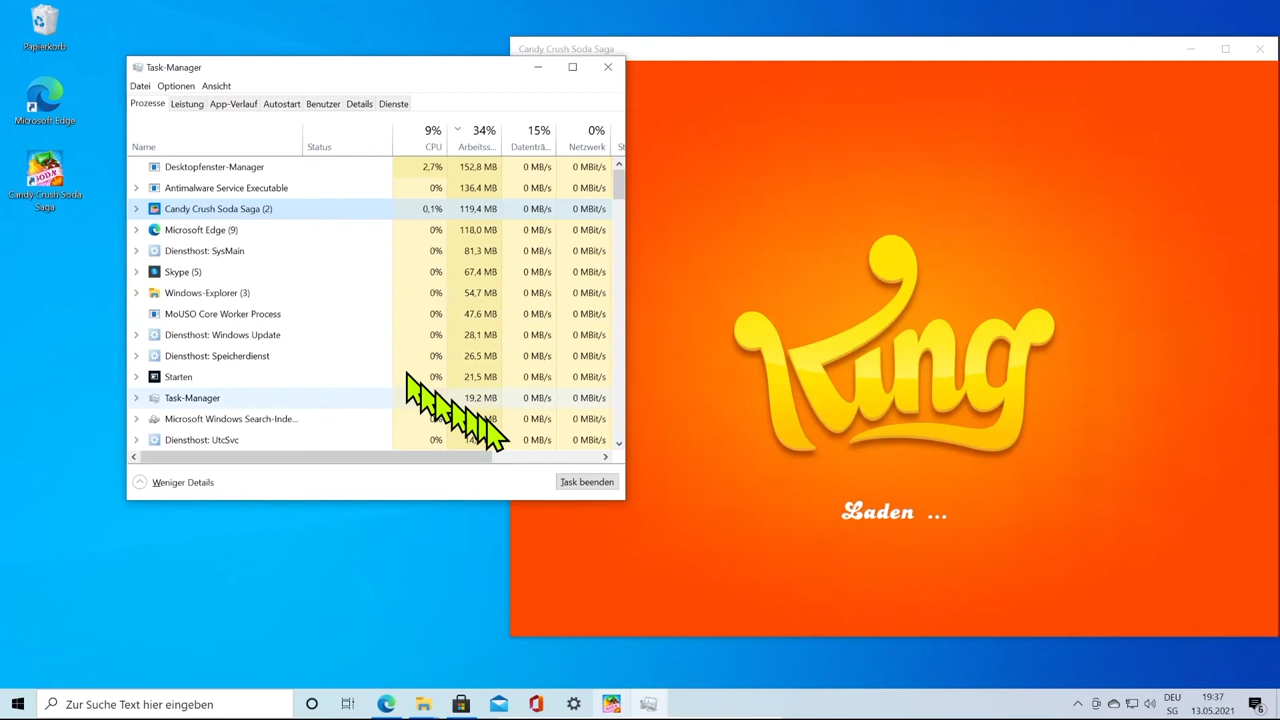 Papierkorb
Microsoft Edge
Candy Crush Soda
Saga
Candy Crush Soda Saga
Task-Manager
Datei Optionen Ansicht
Prozesse Leistung App-Verlauf Autostart Benutzer Details Dienste
9% 34% 15% 0%
Name Status CPU Arbeitss... Datenträ... Netzwerk St
Desktopfenster-Manager 2,7% 152,8 MB 0 MB/s 0 MBit/s
Antimalware Service Executable 0% 136,4 MB 0 MB/s 0 MBit/s
Candy Crush Soda Saga (2) 0,1% 119,4 MB 0 MB/s 0 MBit/s
Microsoft Edge (9) 0% 118,0 MB 0 MB/s 0 MBit/s
Diensthost: SysMain 0% 81,3 MB 0 MB/s 0 MBit/s
Skype (5) 0% 67,4 MB 0 MB/s 0 MBit/s
Windows-Explorer (3) 0% 54,7 MB 0 MB/s 0 MBit/s
MoUSO Core Worker Process 0% 47,6 MB 0 MB/s 0 MBit/s
Diensthost: Windows Update 0% 28,1 MB 0 MB/s 0 MBit/s
Diensthost: Speicherdienst 0% 26,5 MB 0 MB/s 0 MBit/s
Starten 0% 21,5 MB 0 MB/s 0 MBit/s
Task-Manager 19,2 MB 0 MB/s 0 MBit/s
Microsoft Windows Search-Inde... MB 0 MB/s 0 MBit/s
Diensthost: UtcSvc 0% 0 MB/s 0 MBit/s
Weniger Details
Task beenden
King
Laden ...
Zur Suche Text hier eingeben
DEU
SG
19:37
13.05.2021
6